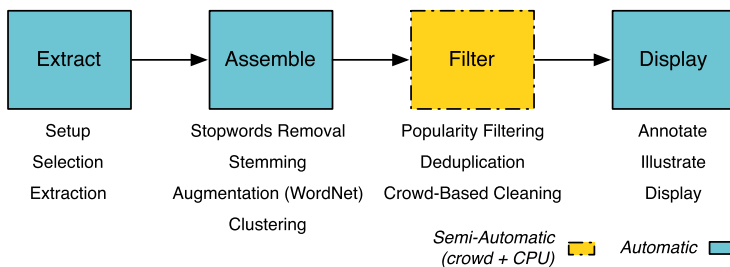 Extract
Assemble
Filter
Display
Setup
Selection
Extraction
Stopwords Removal
Stemming
Augmentation (WordNet)
Clustering
Popularity Filtering
Deduplication
Crowd-Based Cleaning
Annotate
Illustrate
Display
Semi-Automatic
(crowd + CPU)
Automatic